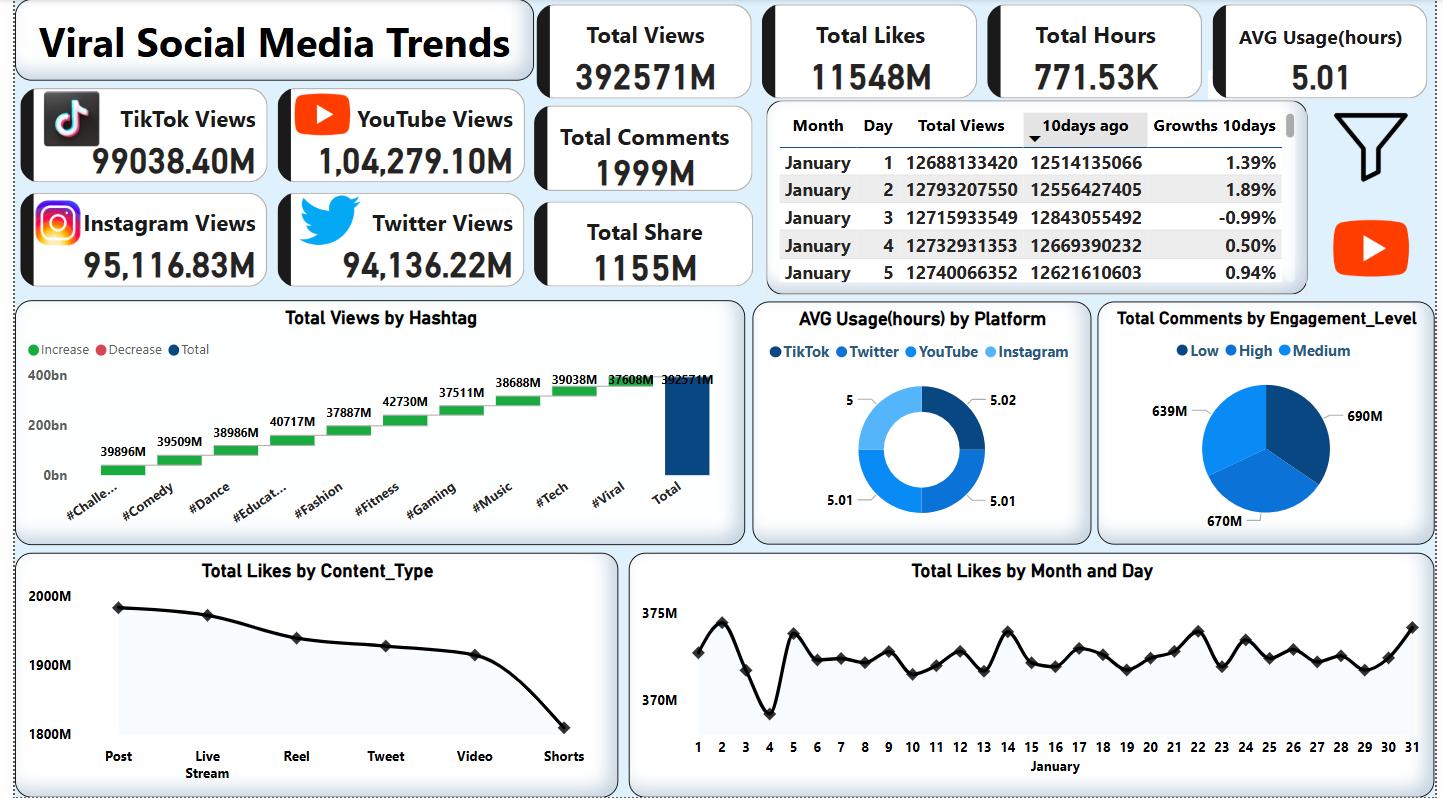 Viral Social Media Trends
Total Views
392571M
Total Likes
11548M
Total Hours
771.53K
AVG Usage(hours)
5.01
TikTok Views
99038.40M
YouTube Views
1,04,279.10M
Instagram Views
95,116.83M
Twitter Views
94,136.22M
Total Comments
1999M
Total Share
1155M
Month Day Total Views 10days ago Growths 10days
January 1 12688133420 12514135066 1.39%
January 2 12793207550 12556427405 1.89%
January 3 12715933549 12843055492 -0.99%
January 4 12732931353 12669390232 0.50%
January 5 12740066352 12621610603 0.94%
Total Views by Hashtag
Increase Decrease Total
400bn
200bn
0bn
39896M
39509M
38986M
40717M
37887M
42730M
37511M
38688M
39038M
37608M
392571M
#Challe...
#Comedy
#Dance
#Educat...
#Fashion
#Fitness
#Gaming
#Music
#Tech
#Viral
Total
AVG Usage(hours) by Platform
TikTok Twitter YouTube Instagram
5
5.02
5.01
5.01
Total Comments by Engagement_Level
Low High Medium
639M
690M
670M
Total Likes by Content_Type
2000M
1900M
1800M
Post
Live
Stream
Reel
Tweet
Video
Shorts
Total Likes by Month and Day
375M
370M
1 2 3 4 5 6 7 8 9 10 11 12 13 14 15 16 17 18 19 20 21 22 23 24 25 26 27 28 29 30 31
January